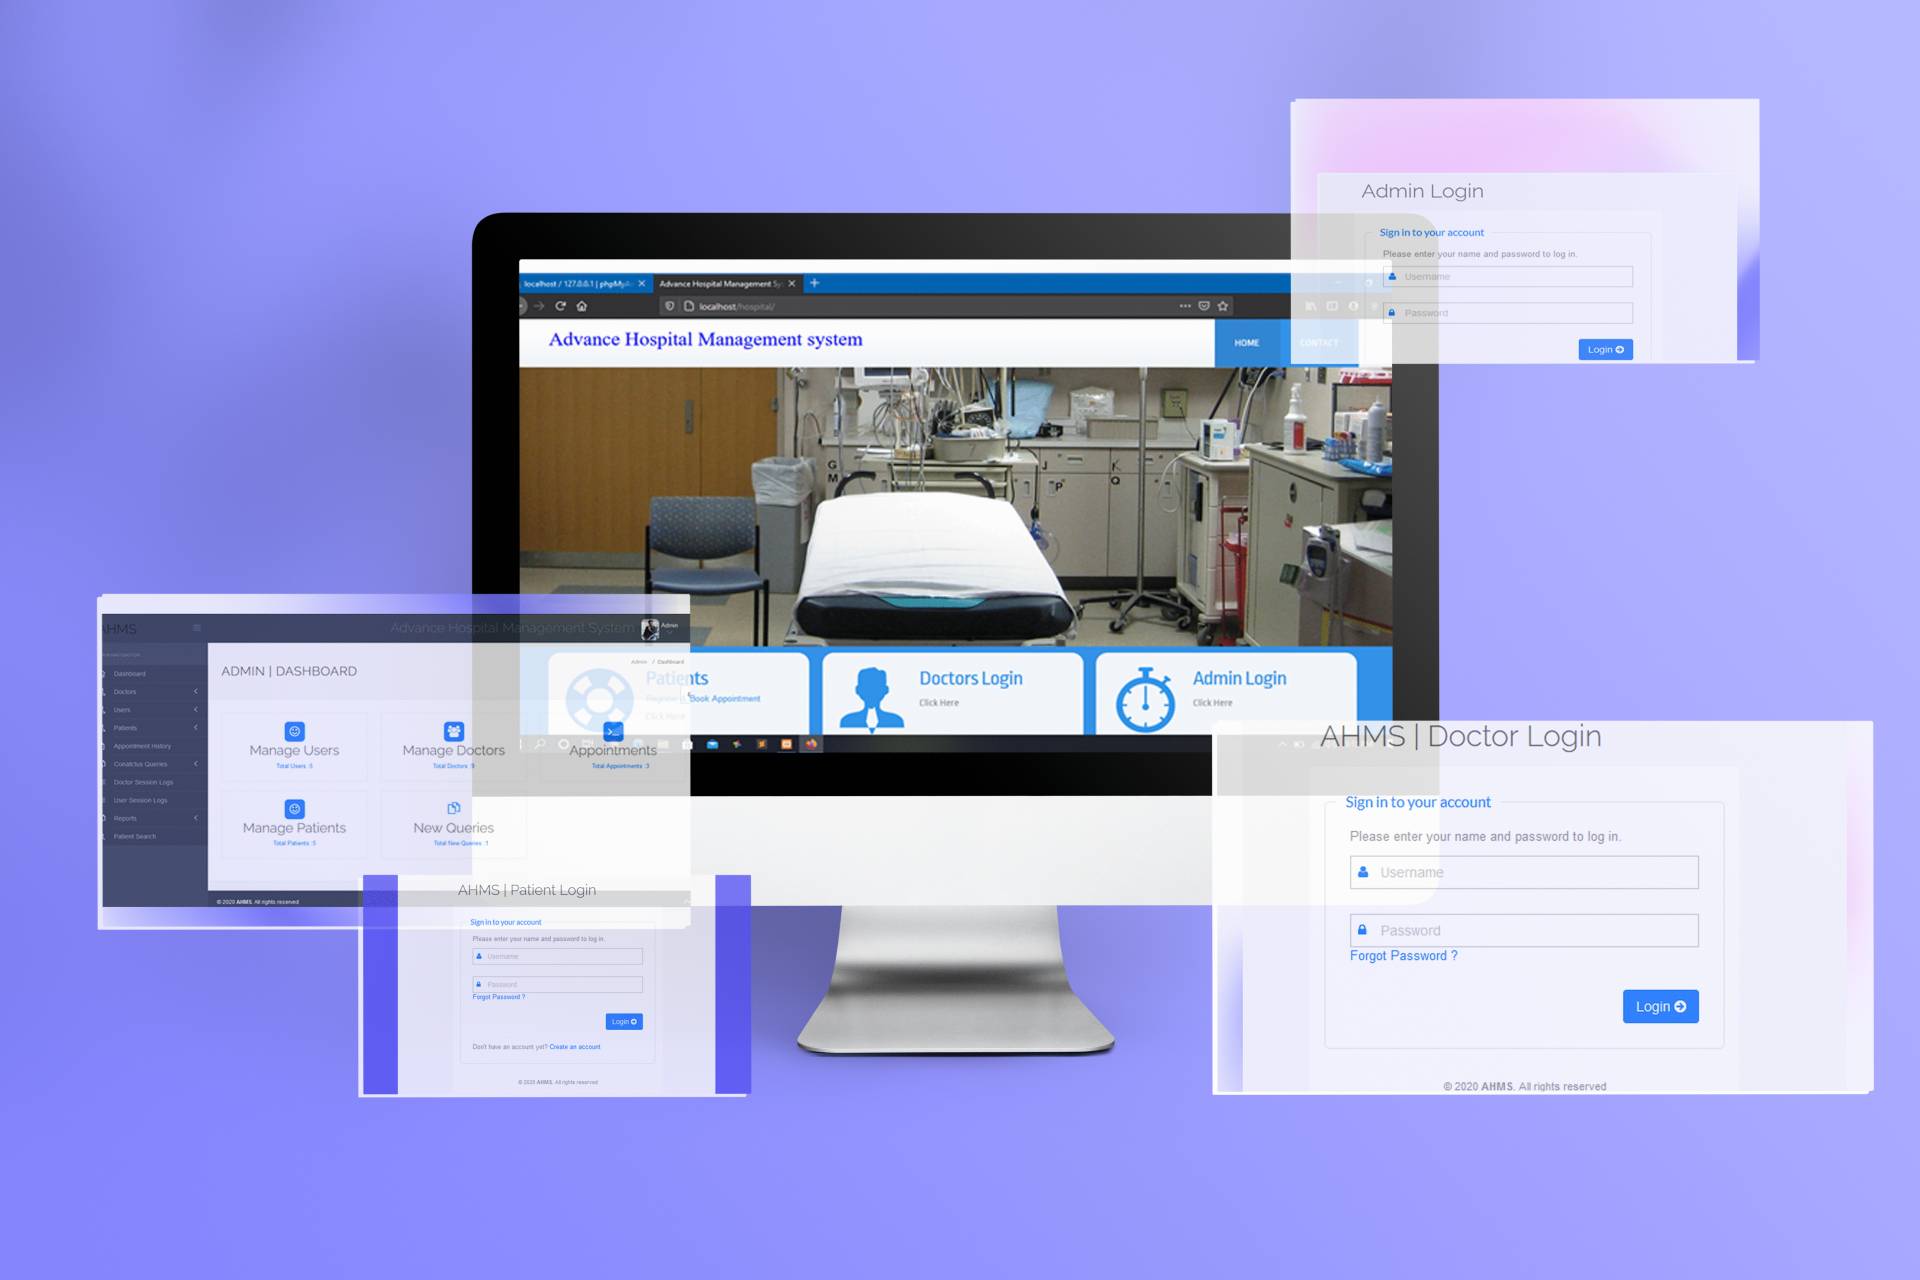 Admin Login
Sign in to your account
Please enter your name and password to log in.
Username
Password
Login
localhost / 127.0.0.1 | phpMyAd
Advance Hospital Management Sy
localhost/hospital/
Advance Hospital Management system
HOME
CONTACT
G
M
J
P
K
Q
Patients
Register & Book Appointment
Click Here
Doctors Login
Click Here
Admin Login
Click Here
AHMS
Advance Hospital Management System
Admin
ADMIN | DASHBOARD
Admin / Dashboard
Dashboard
Doctors
Users
Patients
Appointment History
Conatctus Queries
Doctor Session Logs
User Session Logs
Reports
Patient Search
Manage Users
Total Users :5
Manage Doctors
Total Doctors :9
Appointments
Total Appointments :3
Manage Patients
Total Patients :5
New Queries
Total New Queries :1
© 2020 AHMS. All rights reserved
AHMS | Patient Login
Sign in to your account
Please enter your name and password to log in.
Username
Password
Forgot Password ?
Login
Don't have an account yet? Create an account
© 2020 AHMS. All rights reserved
AHMS | Doctor Login
Sign in to your account
Please enter your name and password to log in.
Username
Password
Forgot Password ?
Login
© 2020 AHMS. All rights reserved